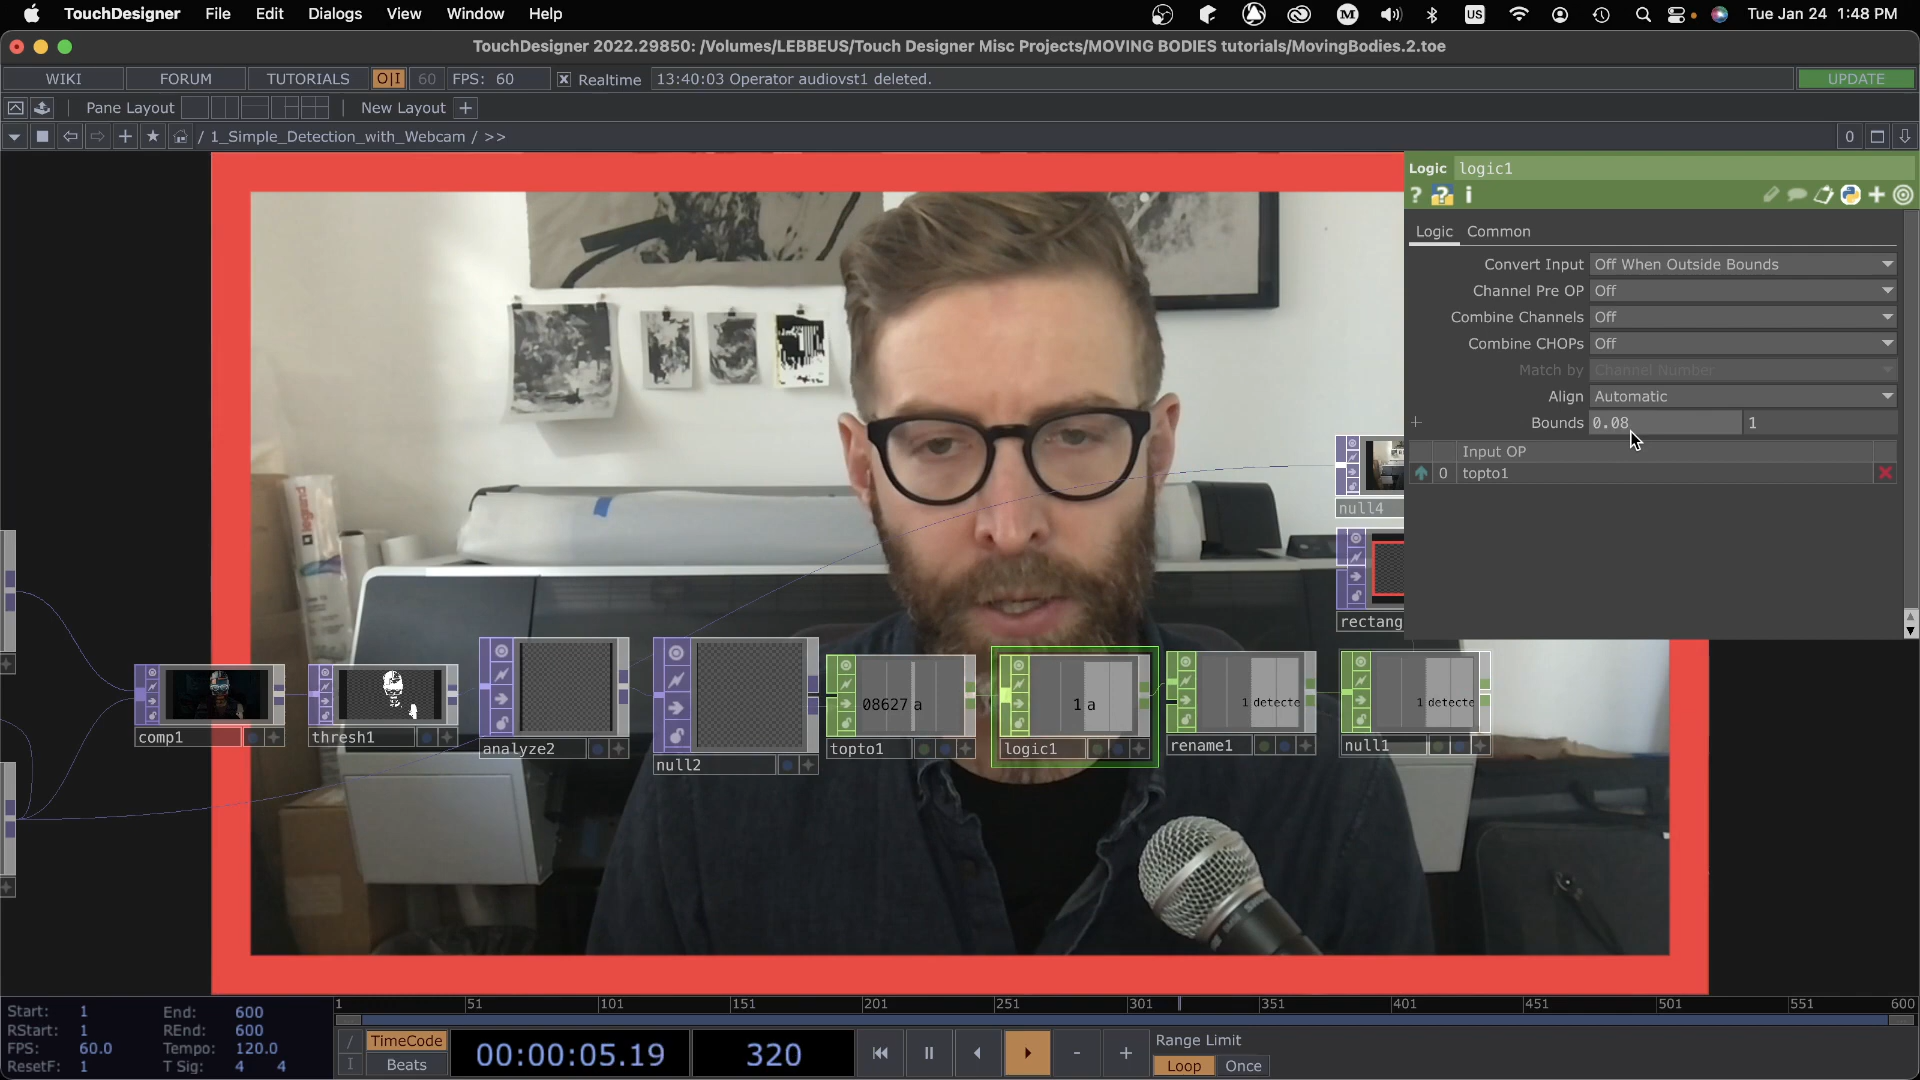 TouchDesigner File Edit Dialogs View Window Help US Tue Jan 24 1:48 PM
TouchDesigner 2022.29850: /Volumes/LEBBEUS/Touch Designer Misc Projects/MOVING BODIES tutorials/MovingBodies.2.toe
WIKI FORUM TUTORIALS O|I 60 FPS: 60 Realtime 13:40:03 Operator audiovst1 deleted. UPDATE
Pane Layout New Layout +
/ 1_Simple_Detection_with_Webcam / >> 0
Logic logic1
? ? i
Logic Common
Convert Input Off When Outside Bounds
Channel Pre OP Off
Combine Channels Off
Combine CHOPs Off
Match by Channel Number
Align Automatic
Bounds 0.08 1
Input OP
0 topto1
legrand
null4
rectang
08627 a
1 a
1 detecte
1 detecte
comp1
thresh1
analyze2
null2
topto1
logic1
rename1
null1
1 51 101 151 201 251 301 351 401 451 501 551 600
Start: 1 End: 600
RStart: 1 REnd: 600
FPS: 60.0 Tempo: 120.0
ResetF: 1 T Sig: 4 4
/ TimeCode
I Beats
00:00:05.19 320
- +
Range Limit
Loop Once